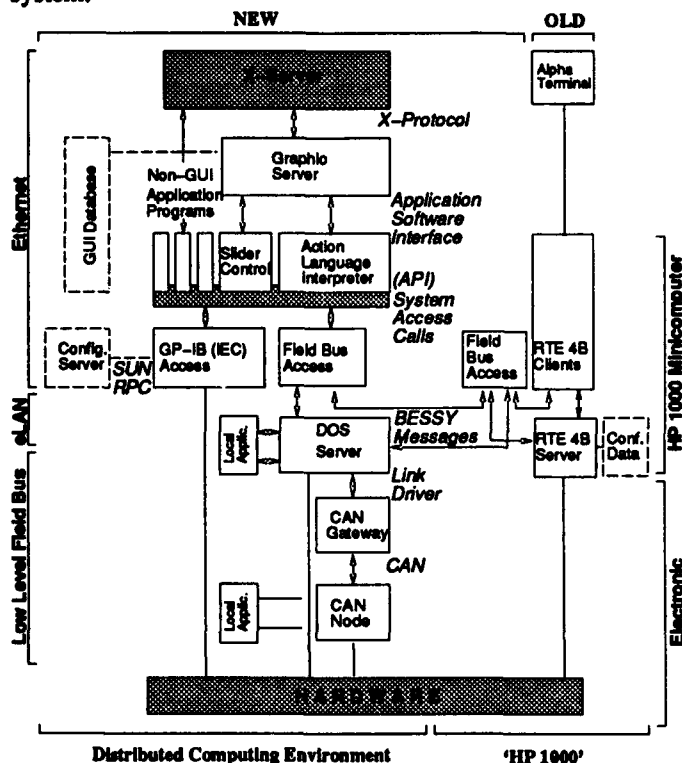 system.
NEW
OLD
X-Server
Alpha
Terminal
X-Protocol
Graphic
Server
GUI Database
Non-GUI
Application
Programs
Application
Software
Interface
Slider
Control
Action
Language
Interpreter
(API)
System
Access
Calls
Ethernet
Config.
Server
SUN
RPC
GP-IB (IEC)
Access
Field Bus
Access
Field
Bus
Access
RTE 4B
Clients
HP 1000 Minicomputer
eLAN
Local
Applic.
DOS
Server
BESSY
Messages
RTE 4B
Server
Conf.
Data
Link
Driver
Low Level Field Bus
CAN
Gateway
CAN
Local
Applic.
CAN
Node
Electronic
HARDWARE
Distributed Computing Environment
'HP 1000'